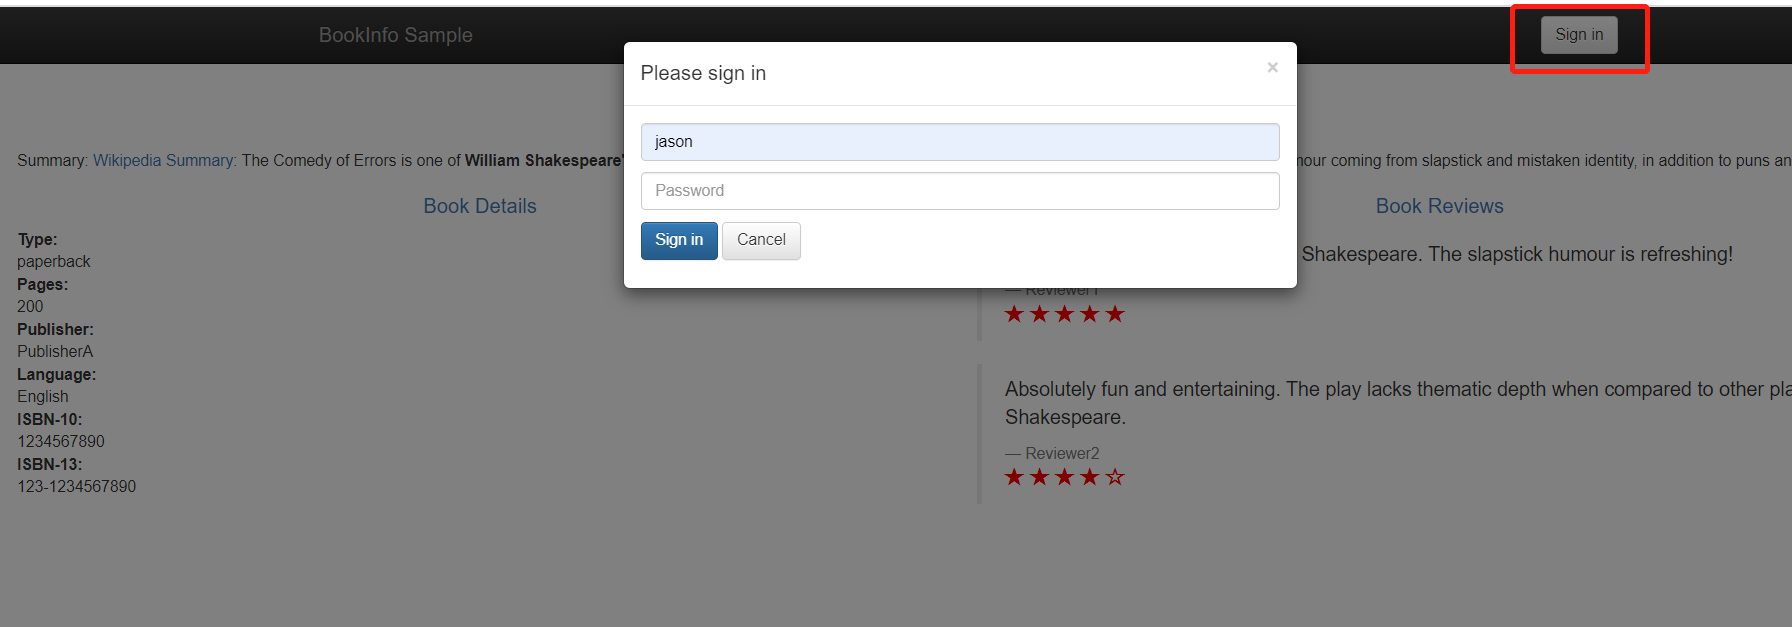 BookInfo Sample
Sign in
Please sign in
×
jason
Password
Sign in Cancel
Summary: Wikipedia Summary: The Comedy of Errors is one of William Shakespeare'
our coming from slapstick and mistaken identity, in addition to puns an
Book Details
Type:
paperback
Pages:
200
Publisher:
PublisherA
Language:
English
ISBN-10:
1234567890
ISBN-13:
123-1234567890
Book Reviews
Shakespeare. The slapstick humour is refreshing!
— Reviewer1
Absolutely fun and entertaining. The play lacks thematic depth when compared to other pla
Shakespeare.
— Reviewer2